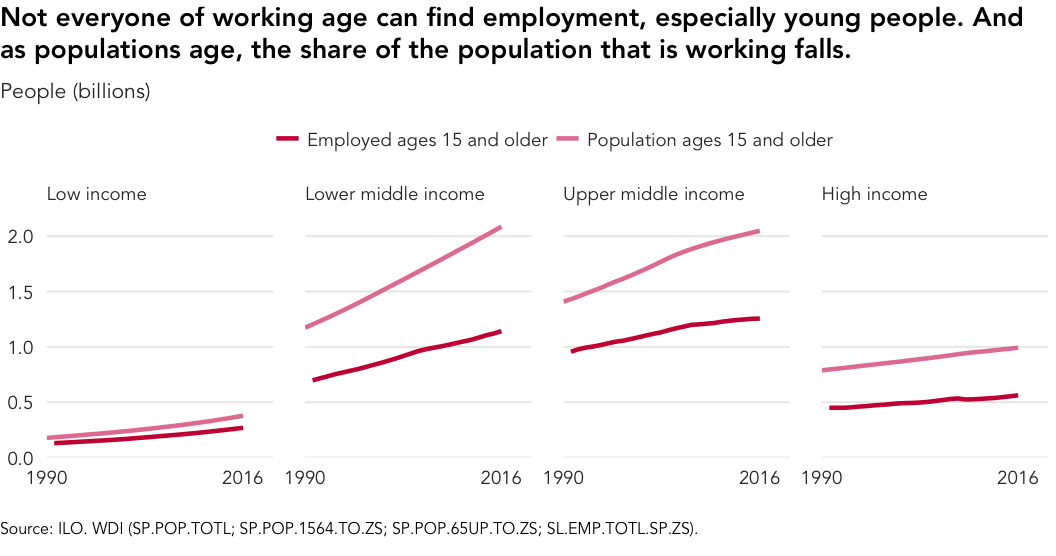 Not everyone of working age can find employment, especially young people. And
as populations age, the share of the population that is working falls.
People (billions)
Employed ages 15 and older
Population ages 15 and older
Low income
Lower middle income
Upper middle income
High income
2.0
1.5
1.0
0.5
0.0
1990
2016
1990
2016
1990
2016
1990
2016
Source: ILO. WDI (SP.POP.TOTL; SP.POP.1564.TO.ZS; SP.POP.65UP.TO.ZS; SL.EMP.TOTL.SP.ZS).